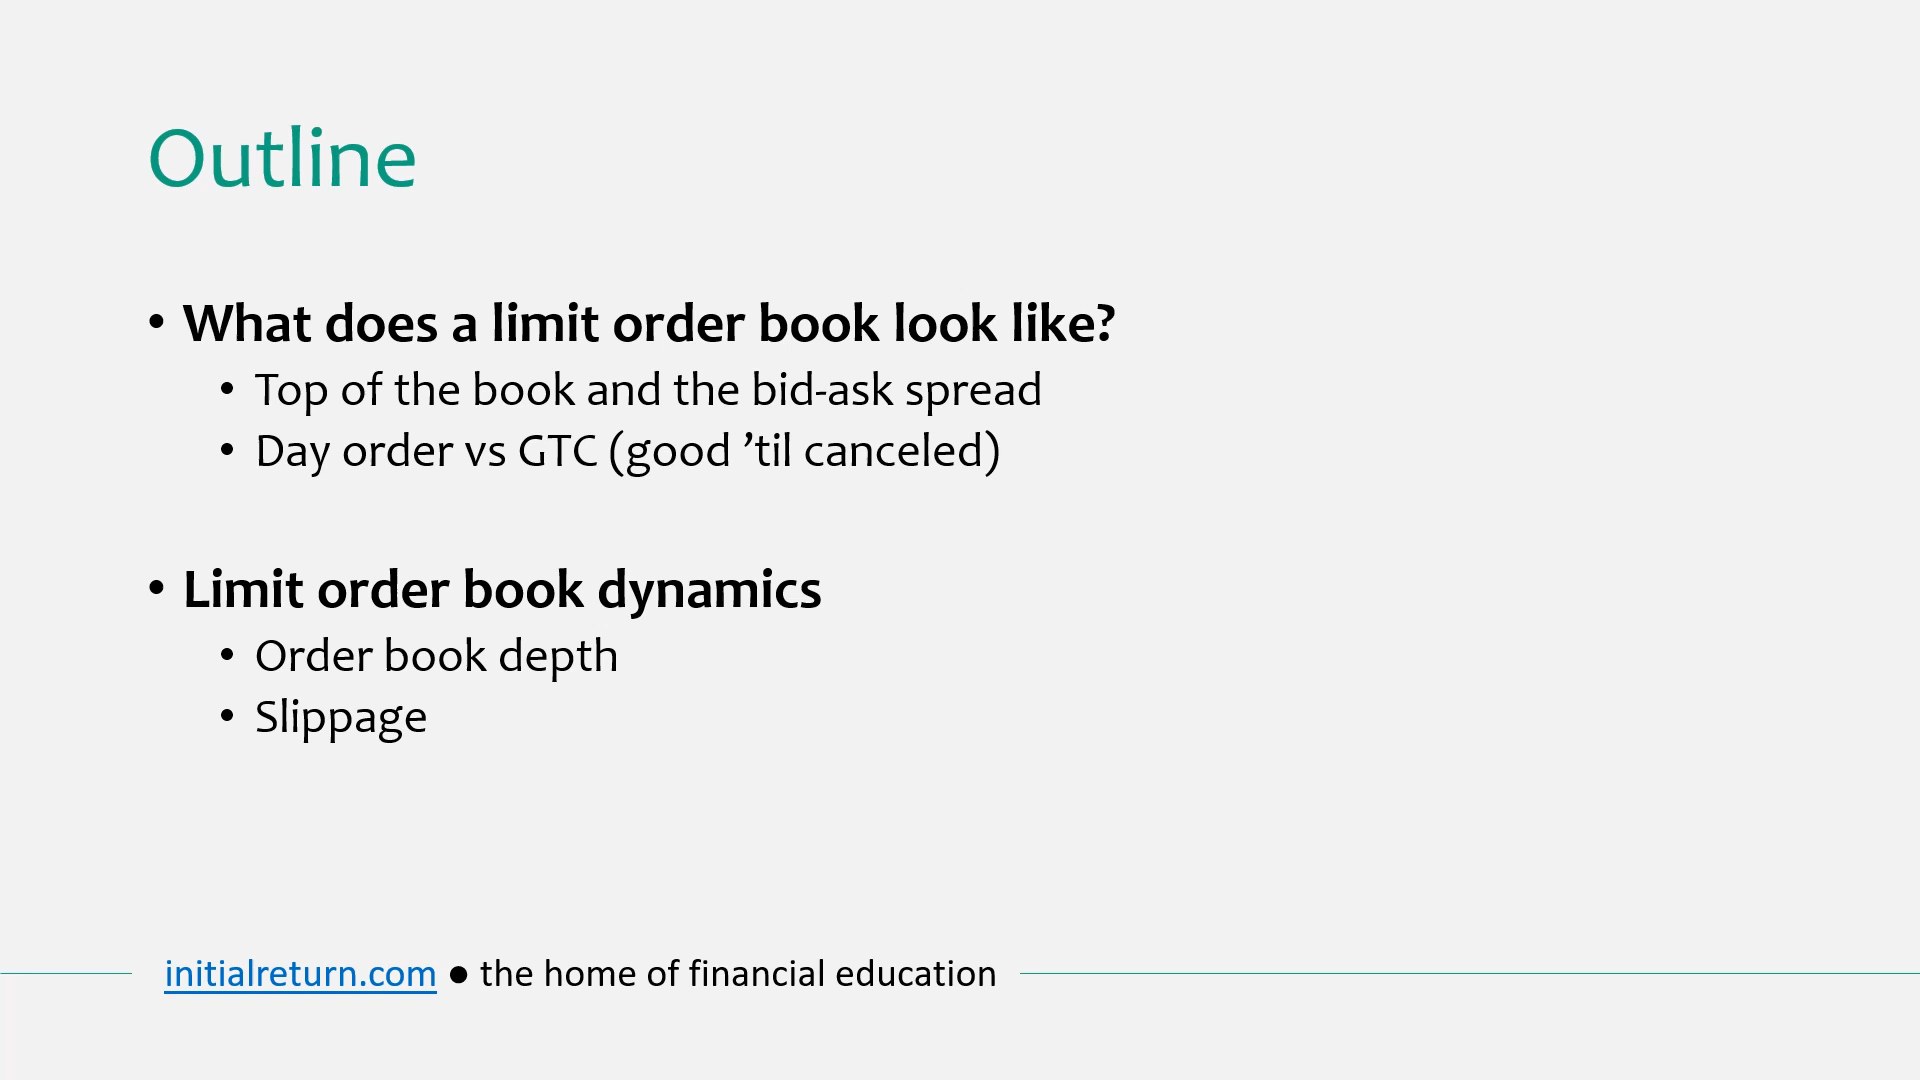 Outline
• What does a limit order book look like?
• Top of the book and the bid-ask spread
• Day order vs GTC (good ’til canceled)
• Limit order book dynamics
• Order book depth
• Slippage
initialreturn.com ● the home of financial education